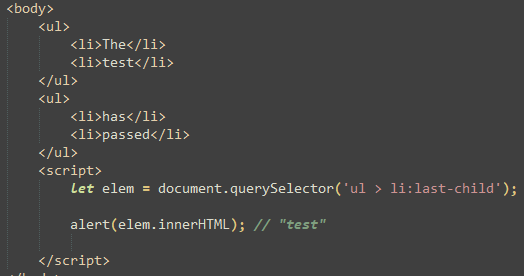 <body>
<ul>
<li>The</li>
<li>test</li>
</ul>
<ul>
<li>has</li>
<li>passed</li>
</ul>
<script>
let elem = document.querySelector('ul > li:last-child');
alert(elem.innerHTML); // "test"
</script>